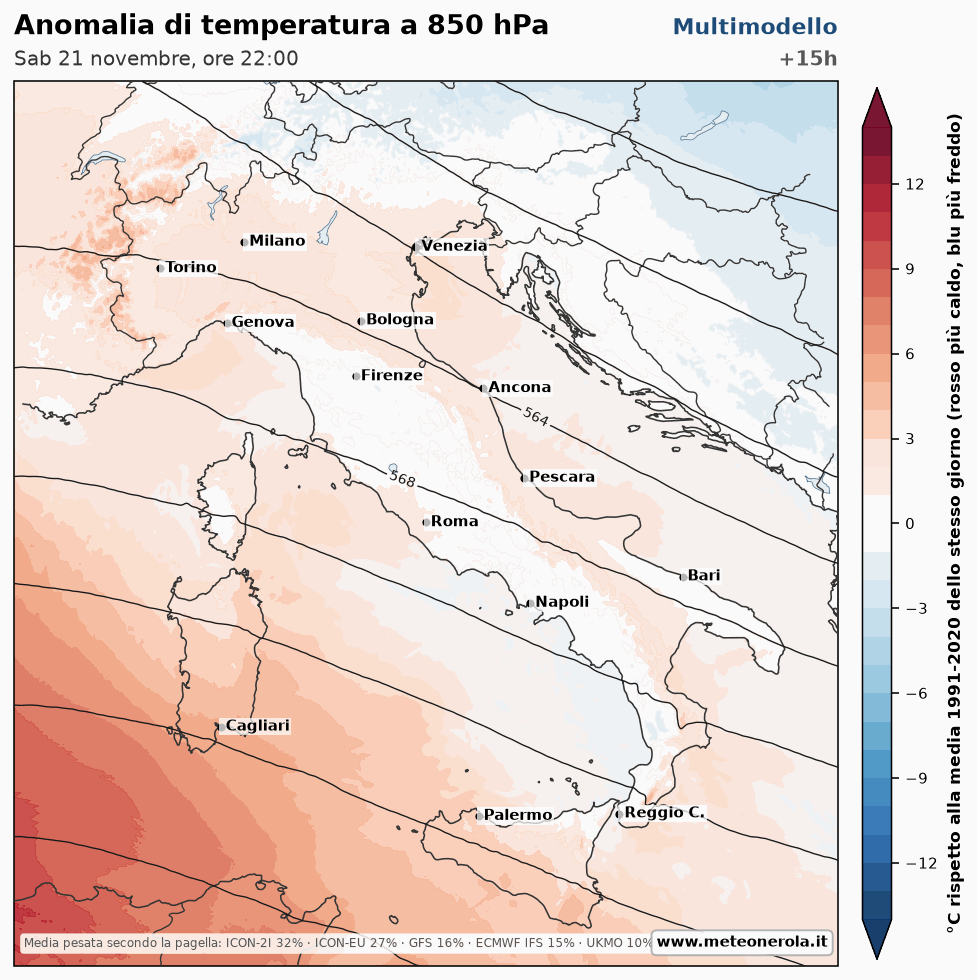 Anomalia di temperatura a 850 hPa
Multimodello
Sab 21 novembre, ore 22:00
+15h
Milano
Venezia
Torino
Genova
Bologna
Firenze
Ancona
564
568
Pescara
Roma
Bari
Napoli
Cagliari
Palermo
Reggio C.
Media pesata secondo la pagella: ICON-2I 32% · ICON-EU 27% · GFS 16% · ECMWF IFS 15% · UKMO 10%
www.meteonerola.it
12
9
6
3
0
−3
−6
−9
−12
°C rispetto alla media 1991-2020 dello stesso giorno (rosso più caldo, blu più freddo)